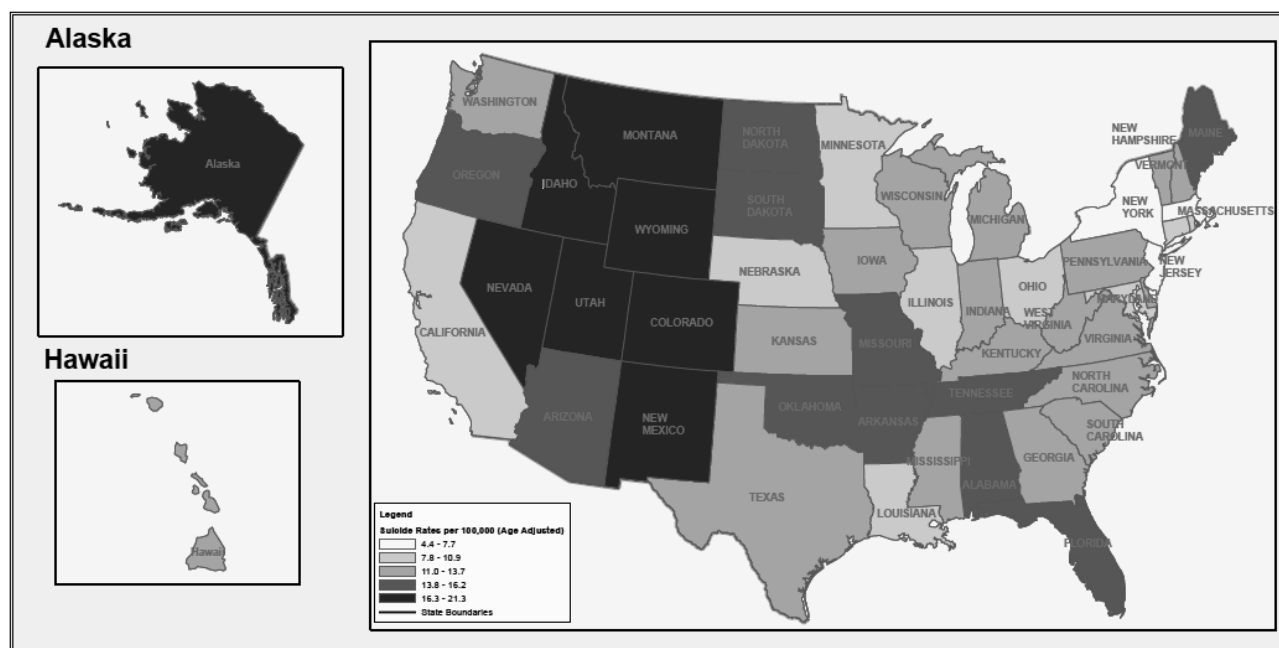 Alaska
Alaska
Hawaii
Hawaii
WASHINGTON
OREGON
CALIFORNIA
NEVADA
IDAHO
MONTANA
WYOMING
UTAH
COLORADO
ARIZONA
NEW
MEXICO
NORTH
DAKOTA
SOUTH
DAKOTA
NEBRASKA
KANSAS
OKLAHOMA
TEXAS
MINNESOTA
IOWA
MISSOURI
ARKANSAS
LOUISIANA
WISCONSIN
ILLINOIS
MICHIGAN
INDIANA
OHIO
KENTUCKY
TENNESSEE
MISSISSIPPI
ALABAMA
GEORGIA
FLORIDA
SOUTH
CAROLINA
NORTH
CAROLINA
VIRGINIA
WEST
VIRGINIA
MARYLAND
PENNSYLVANIA
NEW
JERSEY
NEW
YORK
MASSACHUSETTS
VERMONT
NEW
HAMPSHIRE
MAINE
Legend
Suicide Rates per 100,000 (Age Adjusted)
4.4 - 7.7
7.8 - 10.9
11.0 - 13.7
13.8 - 16.2
16.3 - 21.3
State Boundaries